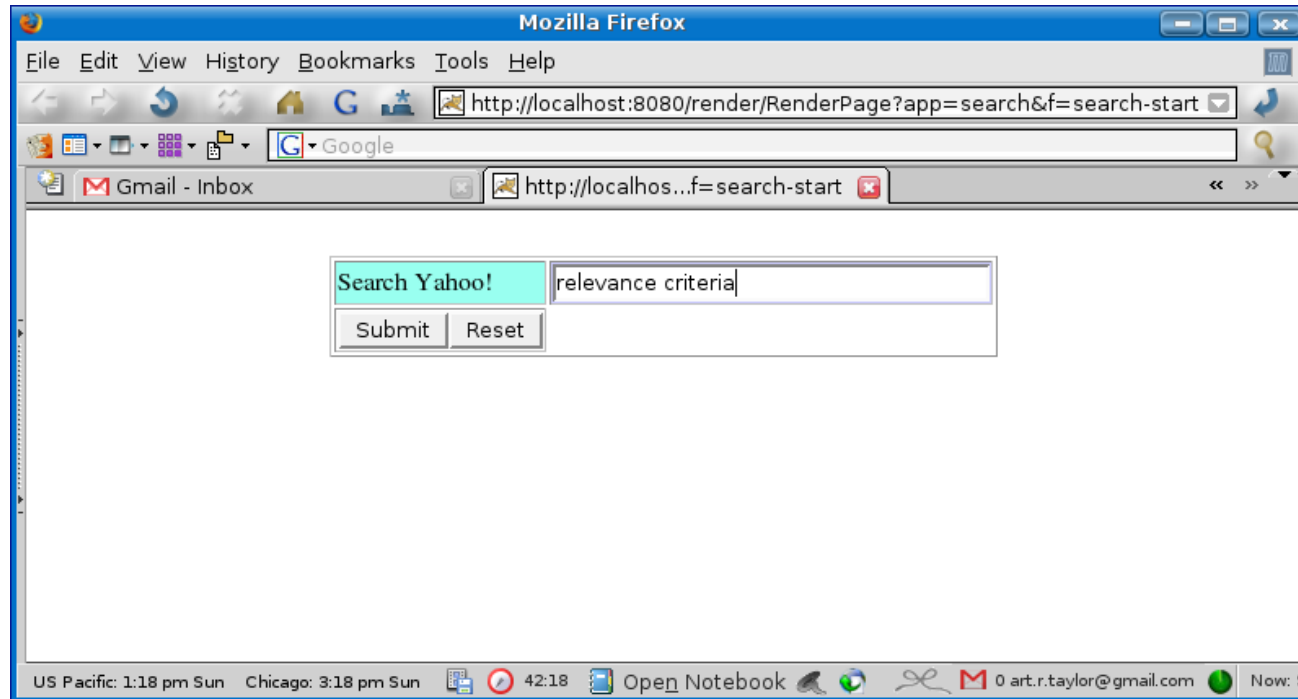 Mozilla Firefox
File Edit View History Bookmarks Tools Help
G http://localhost:8080/render/RenderPage?app=search&f=search-start
G Google
Gmail - Inbox http://localhos...f=search-start
Search Yahoo! relevance criteria
Submit Reset
US Pacific: 1:18 pm Sun Chicago: 3:18 pm Sun 42:18 Open Notebook 0 art.r.taylor@gmail.com Now: